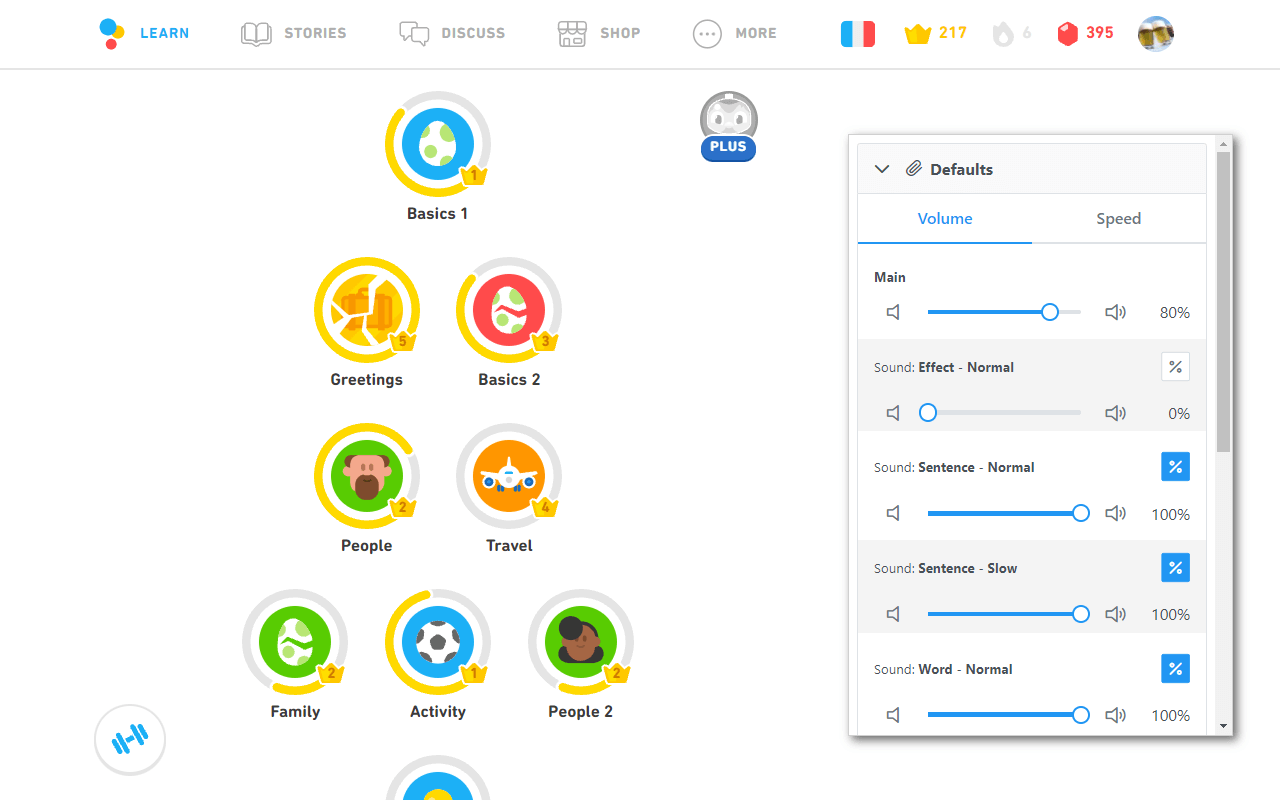 LEARN STORIES DISCUSS SHOP MORE 217 6 395
PLUS
1
Basics 1
5 3
Greetings Basics 2
2 4
People Travel
2 1 2
Family Activity People 2
Defaults
Volume Speed
Main
80%
Sound: Effect - Normal %
0%
Sound: Sentence - Normal %
100%
Sound: Sentence - Slow %
100%
Sound: Word - Normal %
100%